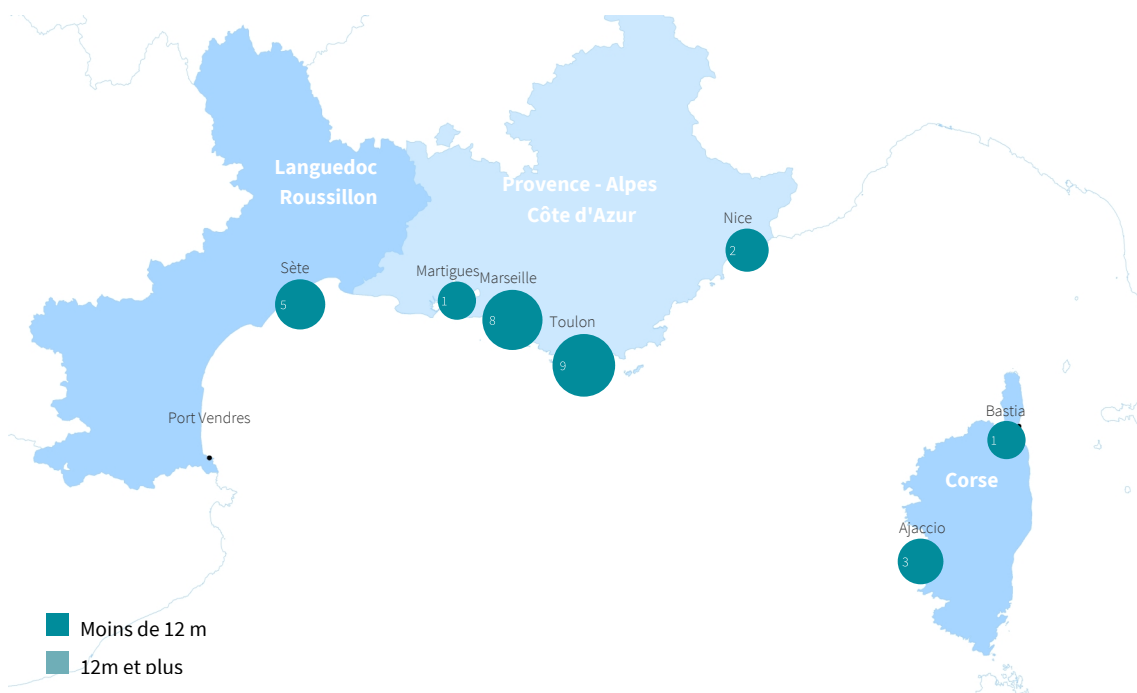 Languedoc
Roussillon
Provence - Alpes
Côte d'Azur
Nice
2
Sète
5
Martigues
1
Marseille
8
Toulon
9
Port Vendres
Bastia
1
Corse
Ajaccio
3
Moins de 12 m
12m et plus